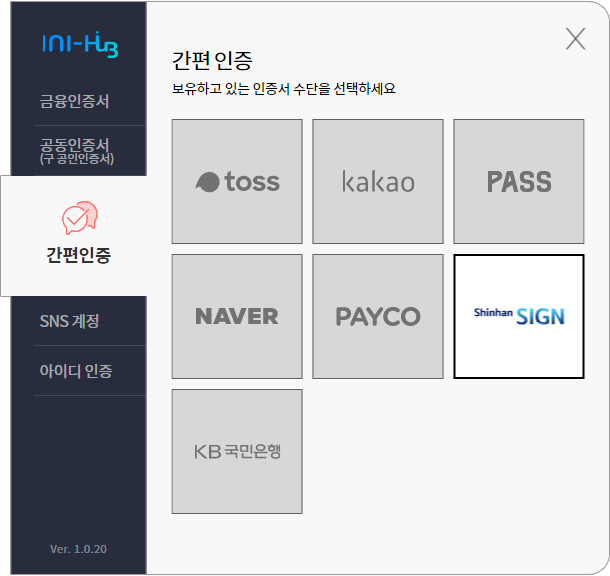 INI-HUB
금융인증서
공동인증서
(구 공인인증서)
간편인증
SNS 계정
아이디 인증
Ver. 1.0.20
간편 인증
보유하고 있는 인증서 수단을 선택하세요
toss
kakao
PASS
NAVER
PAYCO
Shinhan SIGN
KB 국민은행